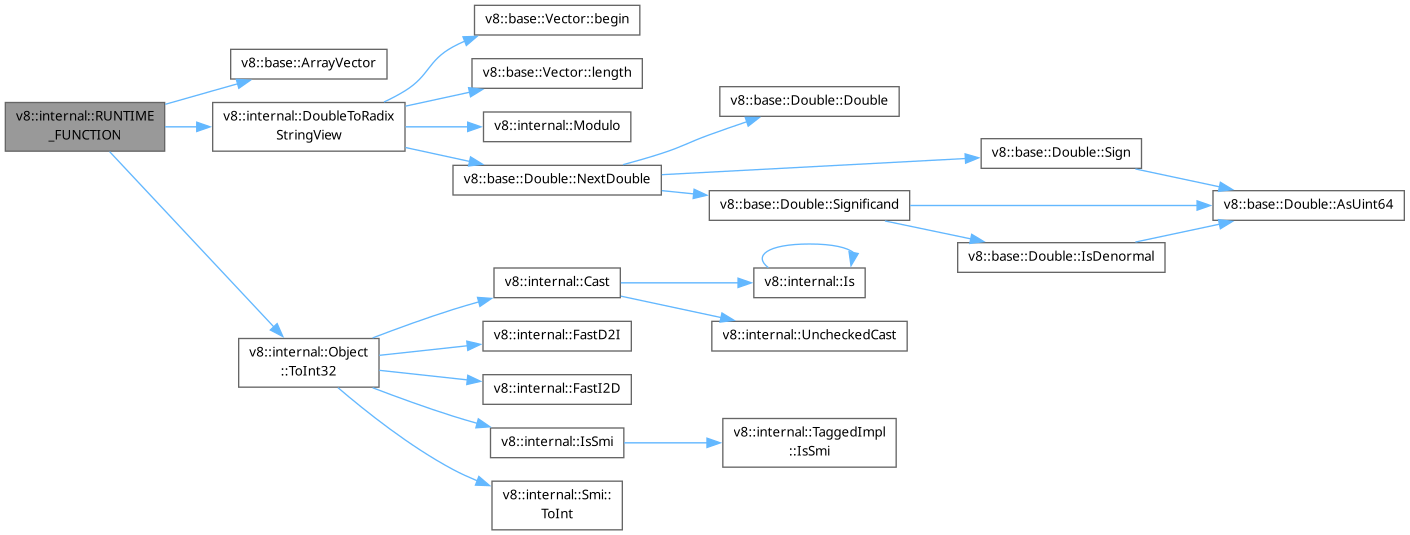 v8::base::Vector::begin
v8::base::ArrayVector
v8::base::Vector::length
v8::base::Double::Double
v8::internal::RUNTIME
_FUNCTION
v8::internal::DoubleToRadix
StringView
v8::internal::Modulo
v8::base::Double::Sign
v8::base::Double::NextDouble
v8::base::Double::Significand
v8::base::Double::AsUint64
v8::base::Double::IsDenormal
v8::internal::Cast
v8::internal::Is
v8::internal::FastD2I
v8::internal::UncheckedCast
v8::internal::Object
::ToInt32
v8::internal::FastI2D
v8::internal::IsSmi
v8::internal::TaggedImpl
::IsSmi
v8::internal::Smi::
ToInt